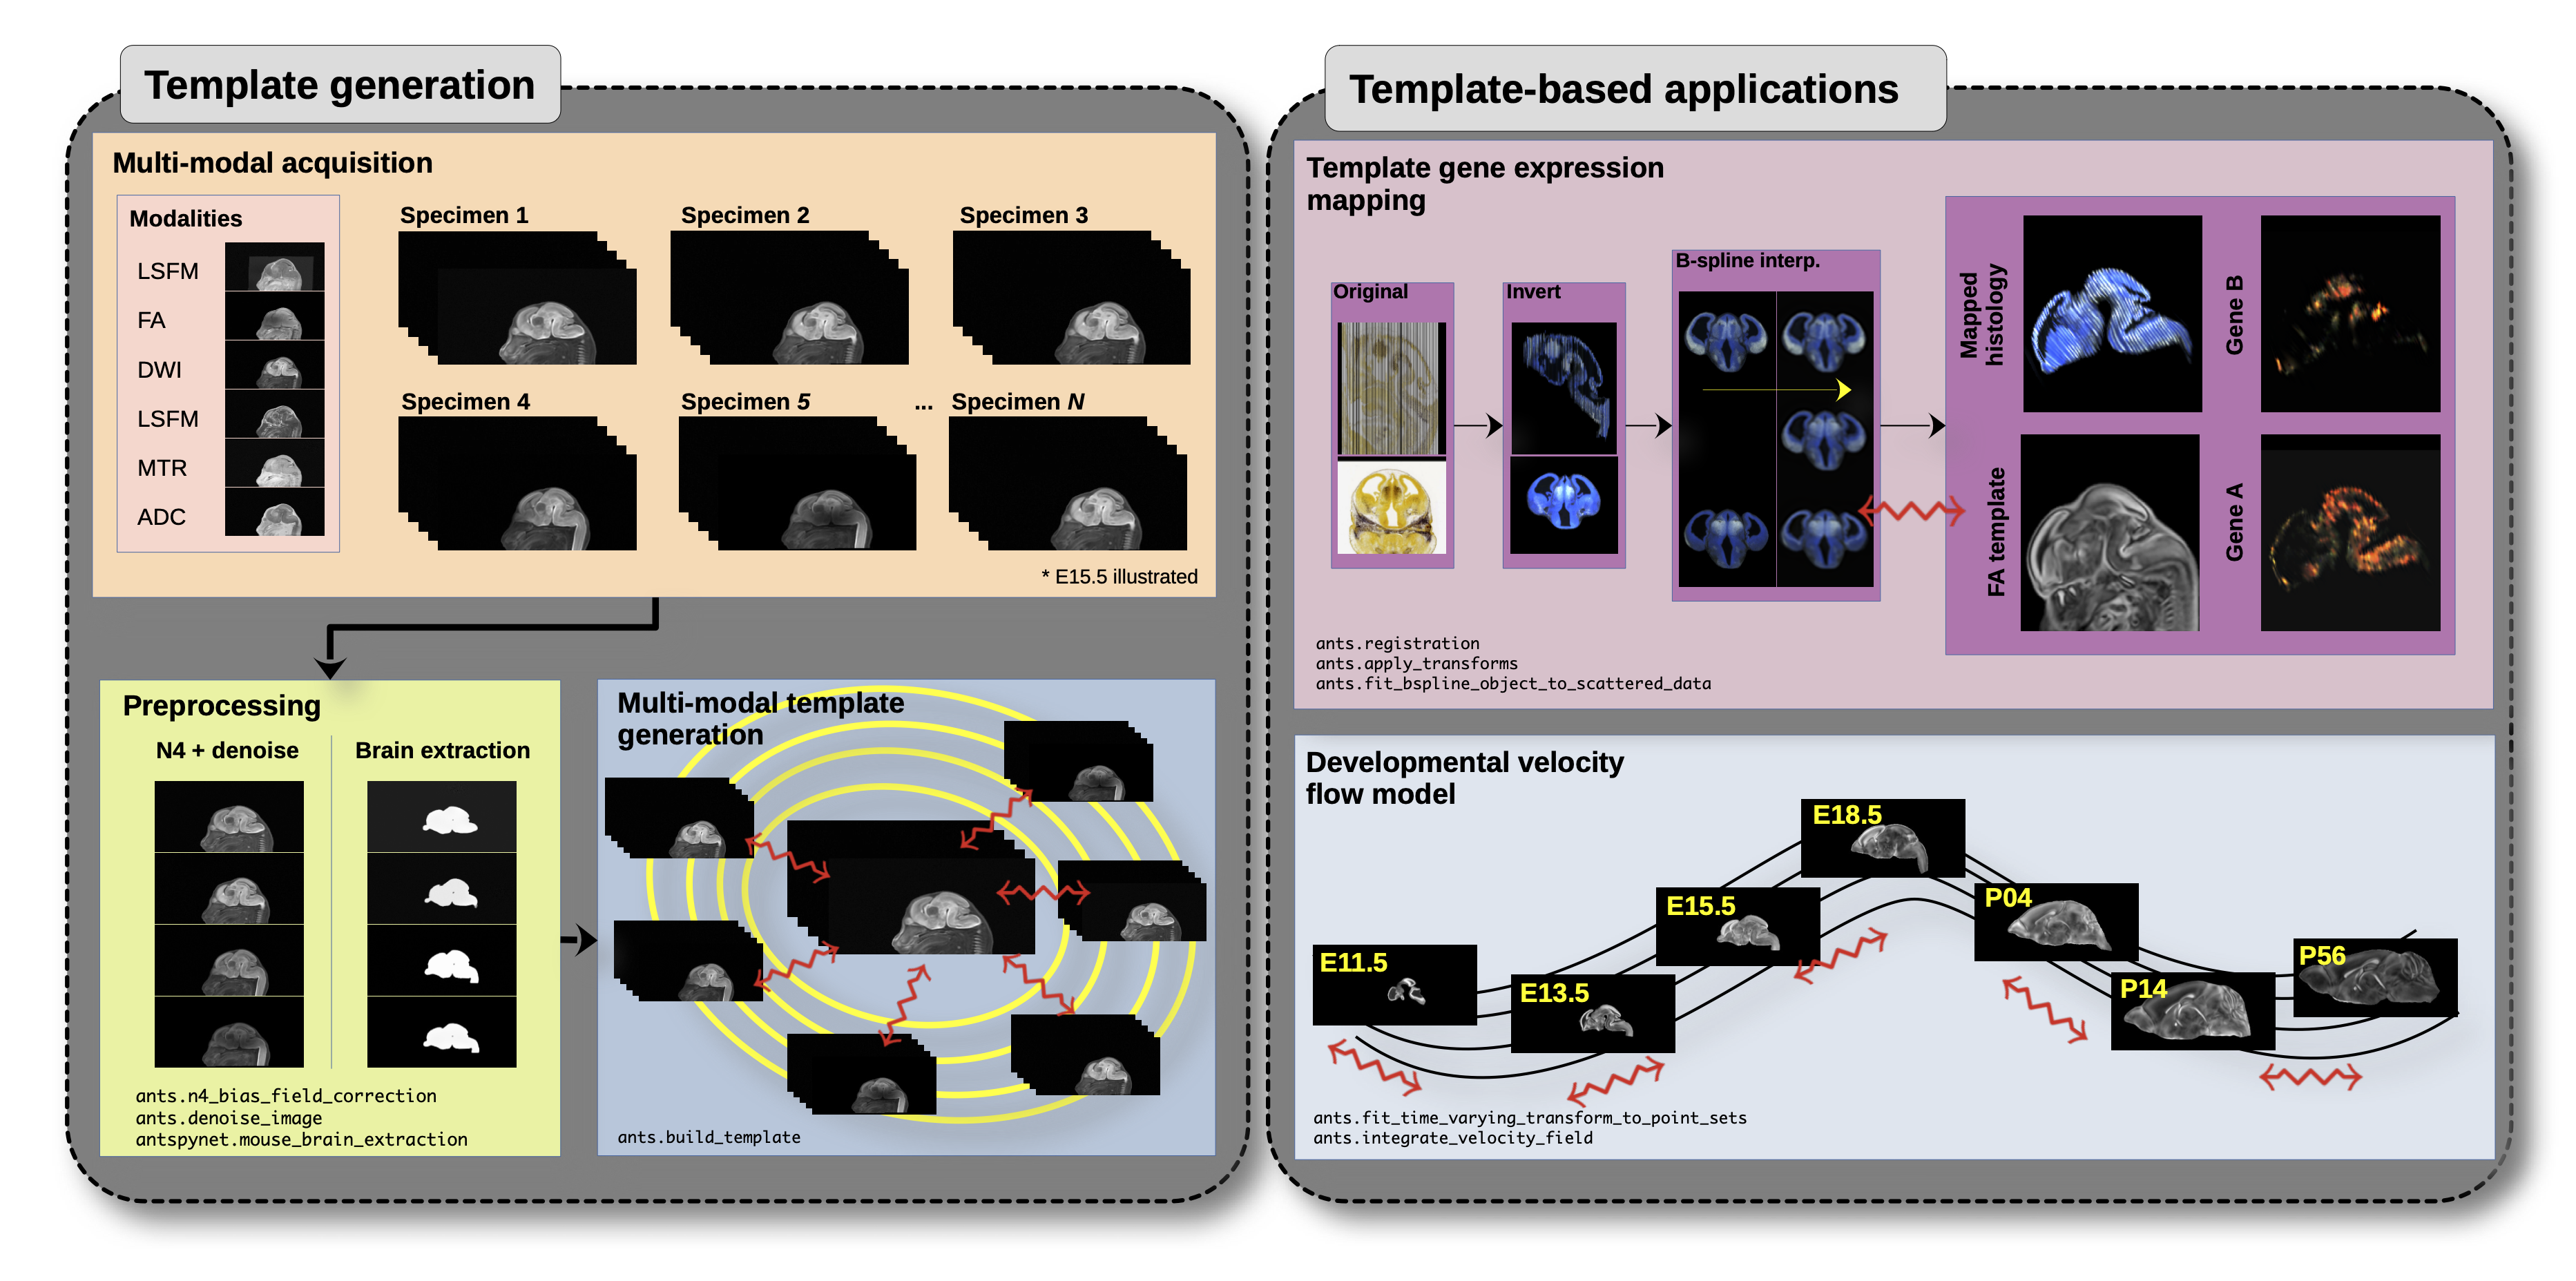 Template generation
Multi-modal acquisition
Modalities
LSFM
FA
DWI
LSFM
MTR
ADC
Specimen 1
Specimen 2
Specimen 3
Specimen 4
Specimen 5
...
Specimen N
* E15.5 illustrated
Preprocessing
N4 + denoise
Brain extraction
ants.n4_bias_field_correction
ants.denoise_image
antspynet.mouse_brain_extraction
Multi-modal template
generation
ants.build_template
Template-based applications
Template gene expression
mapping
Original
Invert
B-spline interp.
Mapped
histology
Gene B
FA template
Gene A
ants.registration
ants.apply_transforms
ants.fit_bspline_object_to_scattered_data
Developmental velocity
flow model
E11.5
E13.5
E15.5
E18.5
P04
P14
P56
ants.fit_time_varying_transform_to_point_sets
ants.integrate_velocity_field